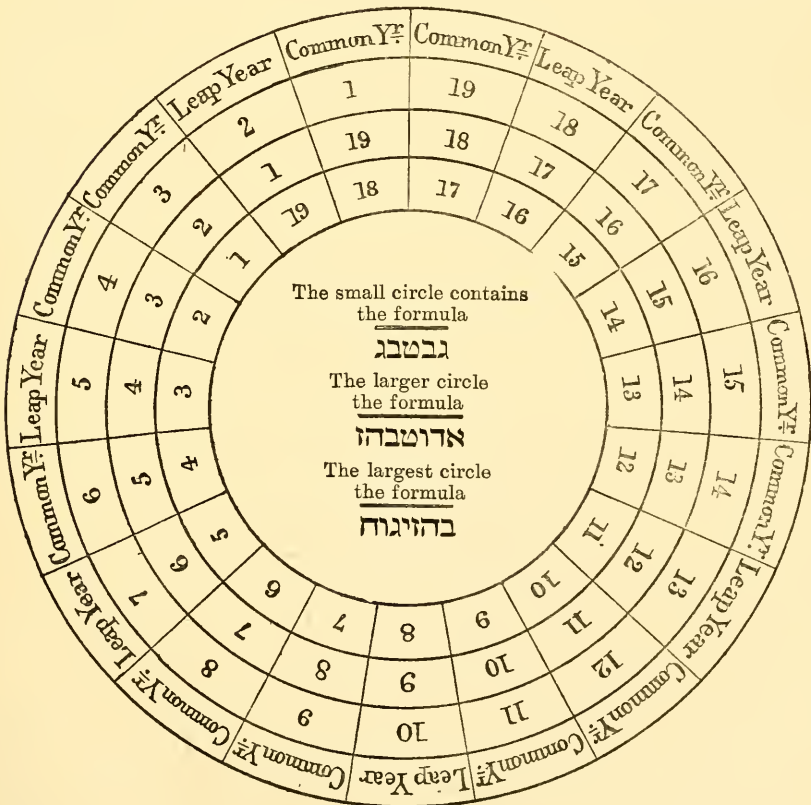 Common Yr.
1
19
18
Leap Year
2
1
19
Common Yr.
3
2
1
Common Yr.
4
3
2
Leap Year
5
4
3
Common Yr.
6
5
4
Leap Year
7
6
5
Common Yr.
8
7
6
Common Yr.
9
8
7
Leap Year
10
9
8
Common Yr.
11
10
9
Common Yr.
12
11
10
Leap Year
13
12
11
Common Yr.
14
13
12
Common Yr.
15
14
13
Leap Year
16
15
14
Common Yr.
17
16
15
Leap Year
18
17
16
Common Yr.
19
18
17
The small circle contains
the formula
גבטבג
The larger circle
the formula
אדוטבהז
The largest circle
the formula
בהזיגוח